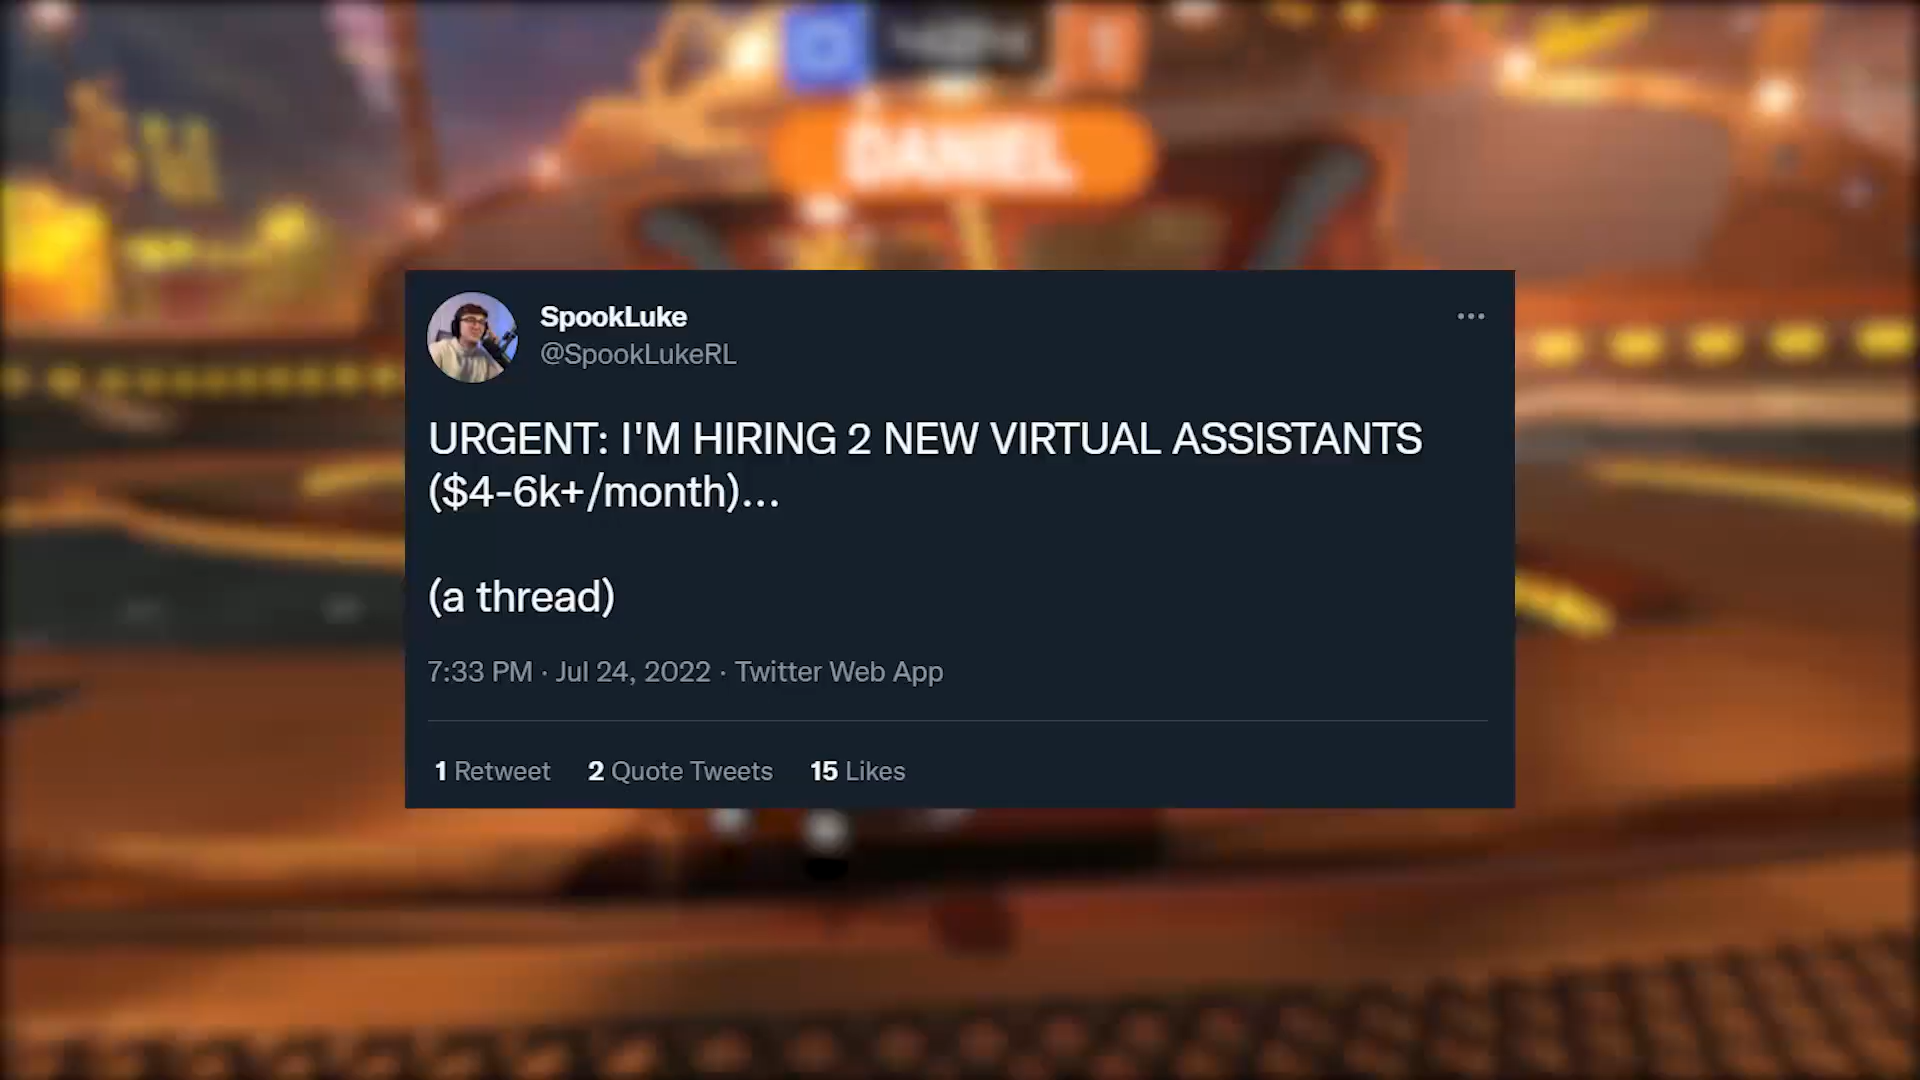 DANIEL
SpookLuke
@SpookLukeRL
URGENT: I'M HIRING 2 NEW VIRTUAL ASSISTANTS
($4-6k+/month)...
(a thread)
7:33 PM · Jul 24, 2022 · Twitter Web App
1 Retweet 2 Quote Tweets 15 Likes